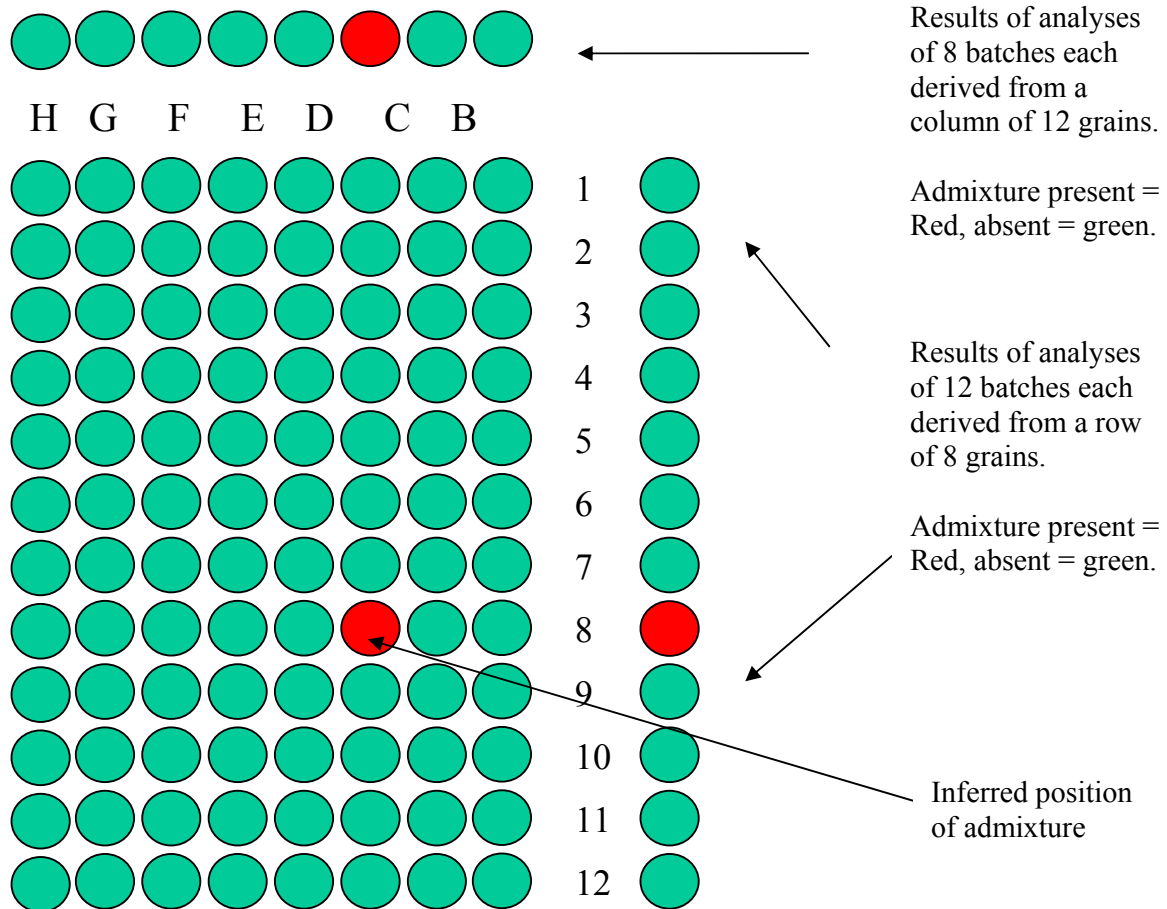 Results of analyses
of 8 batches each
derived from a
column of 12 grains.
Admixture present =
Red, absent = green.
H G F E D C B
1
2
3
4
5
6
7
8
9
10
11
12
Results of analyses
of 12 batches each
derived from a row
of 8 grains.
Admixture present =
Red, absent = green.
Inferred position
of admixture